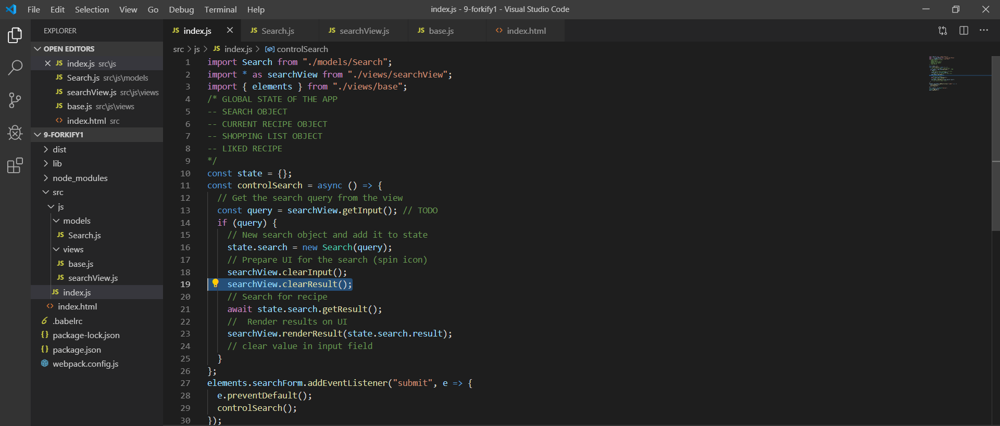 File Edit Selection View Go Debug Terminal Help
index.js - 9-forkify1 - Visual Studio Code
EXPLORER
OPEN EDITORS
JS index.js src\js
JS Search.js src\js\models
JS searchView.js src\js\views
JS base.js src\js\views
<> index.html src
9-FORKIFY1
dist
lib
node_modules
src
js
models
JS Search.js
views
JS base.js
JS searchView.js
JS index.js
<> index.html
.babelrc
{} package-lock.json
{} package.json
webpack.config.js
JS index.js JS Search.js JS searchView.js JS base.js <> index.html
src > js > JS index.js > controlSearch
1 import Search from "./models/Search";
2 import * as searchView from "./views/searchView";
3 import { elements } from "./views/base";
4 /* GLOBAL STATE OF THE APP
5 -- SEARCH OBJECT
6 -- CURRENT RECIPE OBJECT
7 -- SHOPPING LIST OBJECT
8 -- LIKED RECIPE
9 */
10 const state = {};
11 const controlSearch = async () => {
12 // Get the search query from the view
13 const query = searchView.getInput(); // TODO
14 if (query) {
15 // New search object and add it to state
16 state.search = new Search(query);
17 // Prepare UI for the search (spin icon)
18 searchView.clearInput();
19 searchView.clearResult();
20 // Search for recipe
21 await state.search.getResult();
22 //  Render results on UI
23 searchView.renderResult(state.search.result);
24 // clear value in input field
25 }
26 };
27 elements.searchForm.addEventListener("submit", e => {
28 e.preventDefault();
29 controlSearch();
30 });